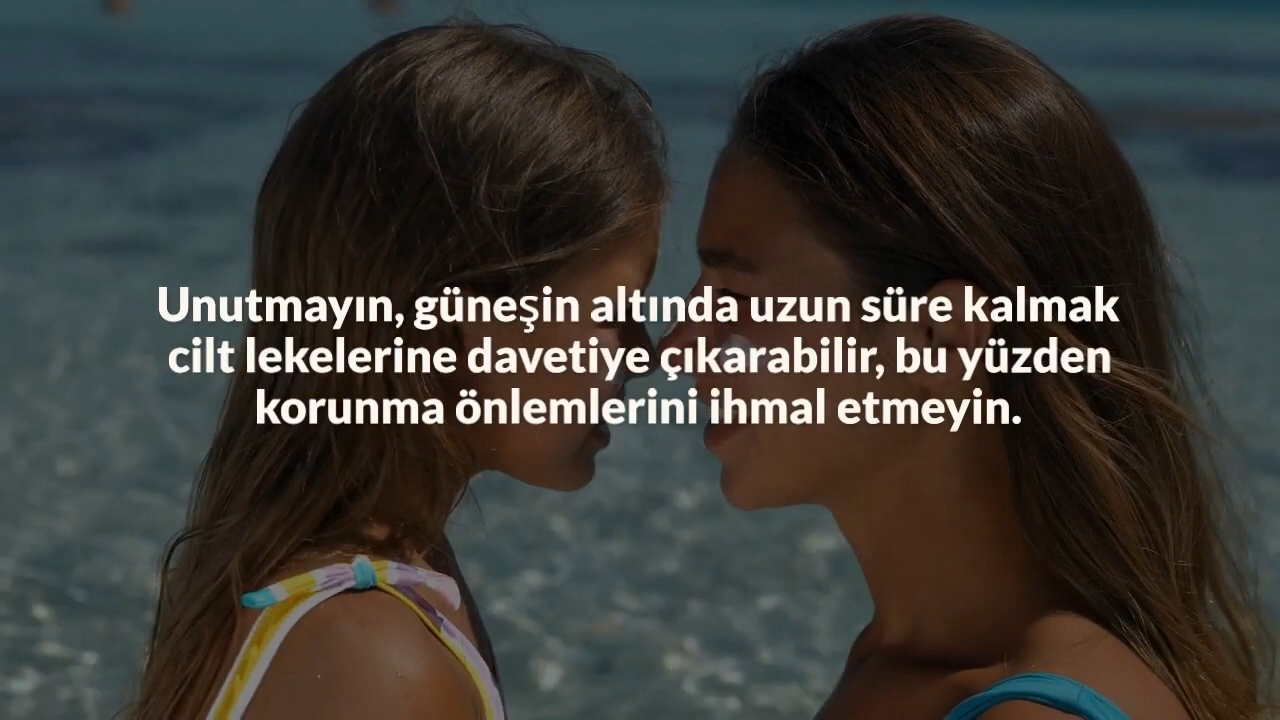 Unutmayın, güneşin altında uzun süre kalmak
cilt lekelerine davetiye çıkarabilir, bu yüzden
korunma önlemlerini ihmal etmeyin.